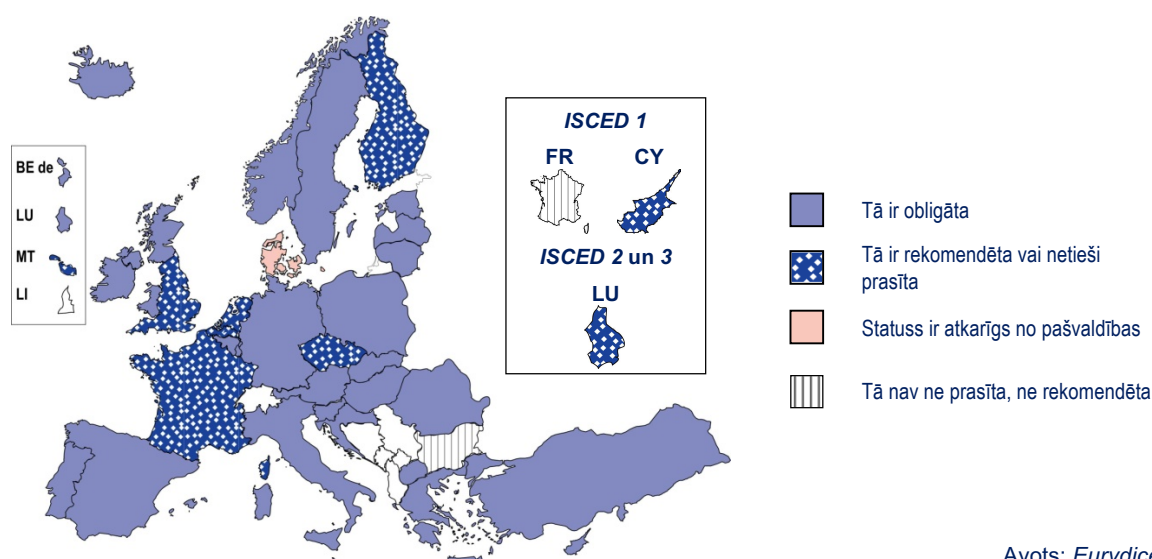 BE de
LU
MT
LI
ISCED 1
FR CY
ISCED 2 un 3
LU
Tā ir obligāta
Tā ir rekomendēta vai netieši
prasīta
Statuss ir atkarīgs no pašvaldības
Tā nav ne prasīta, ne rekomendēta
Avots: Eurydice